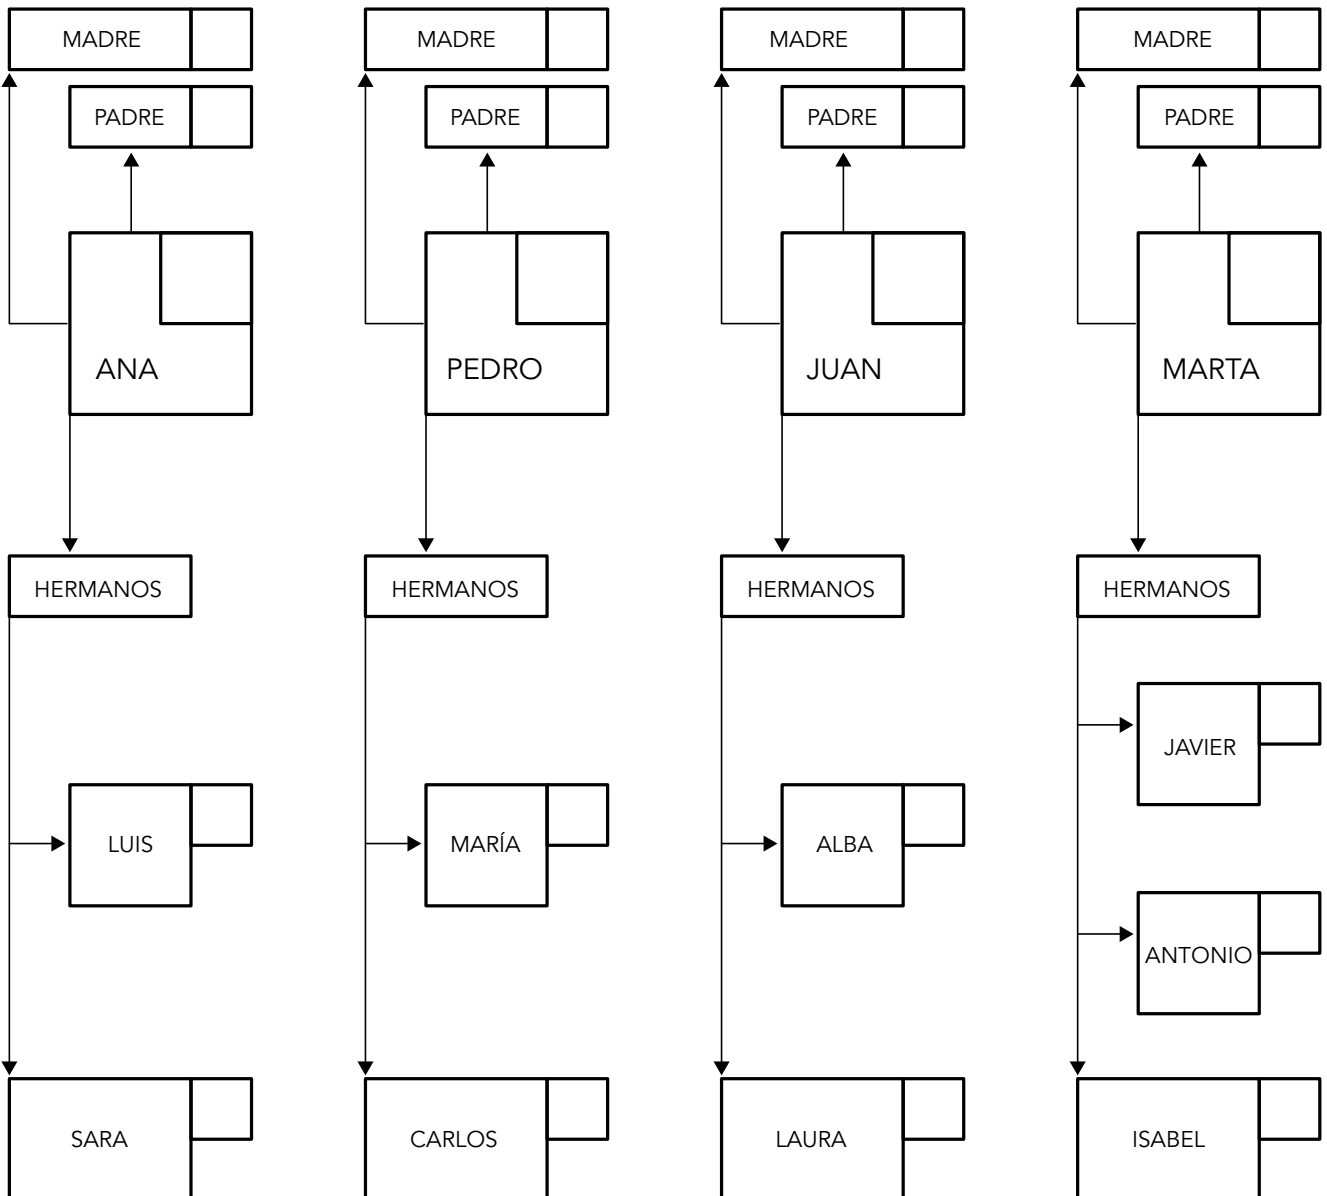 MADRE MADRE MADRE MADRE
PADRE PADRE PADRE PADRE
ANA PEDRO JUAN MARTA
HERMANOS HERMANOS HERMANOS HERMANOS
JAVIER
LUIS MARÍA ALBA
ANTONIO
SARA CARLOS LAURA ISABEL